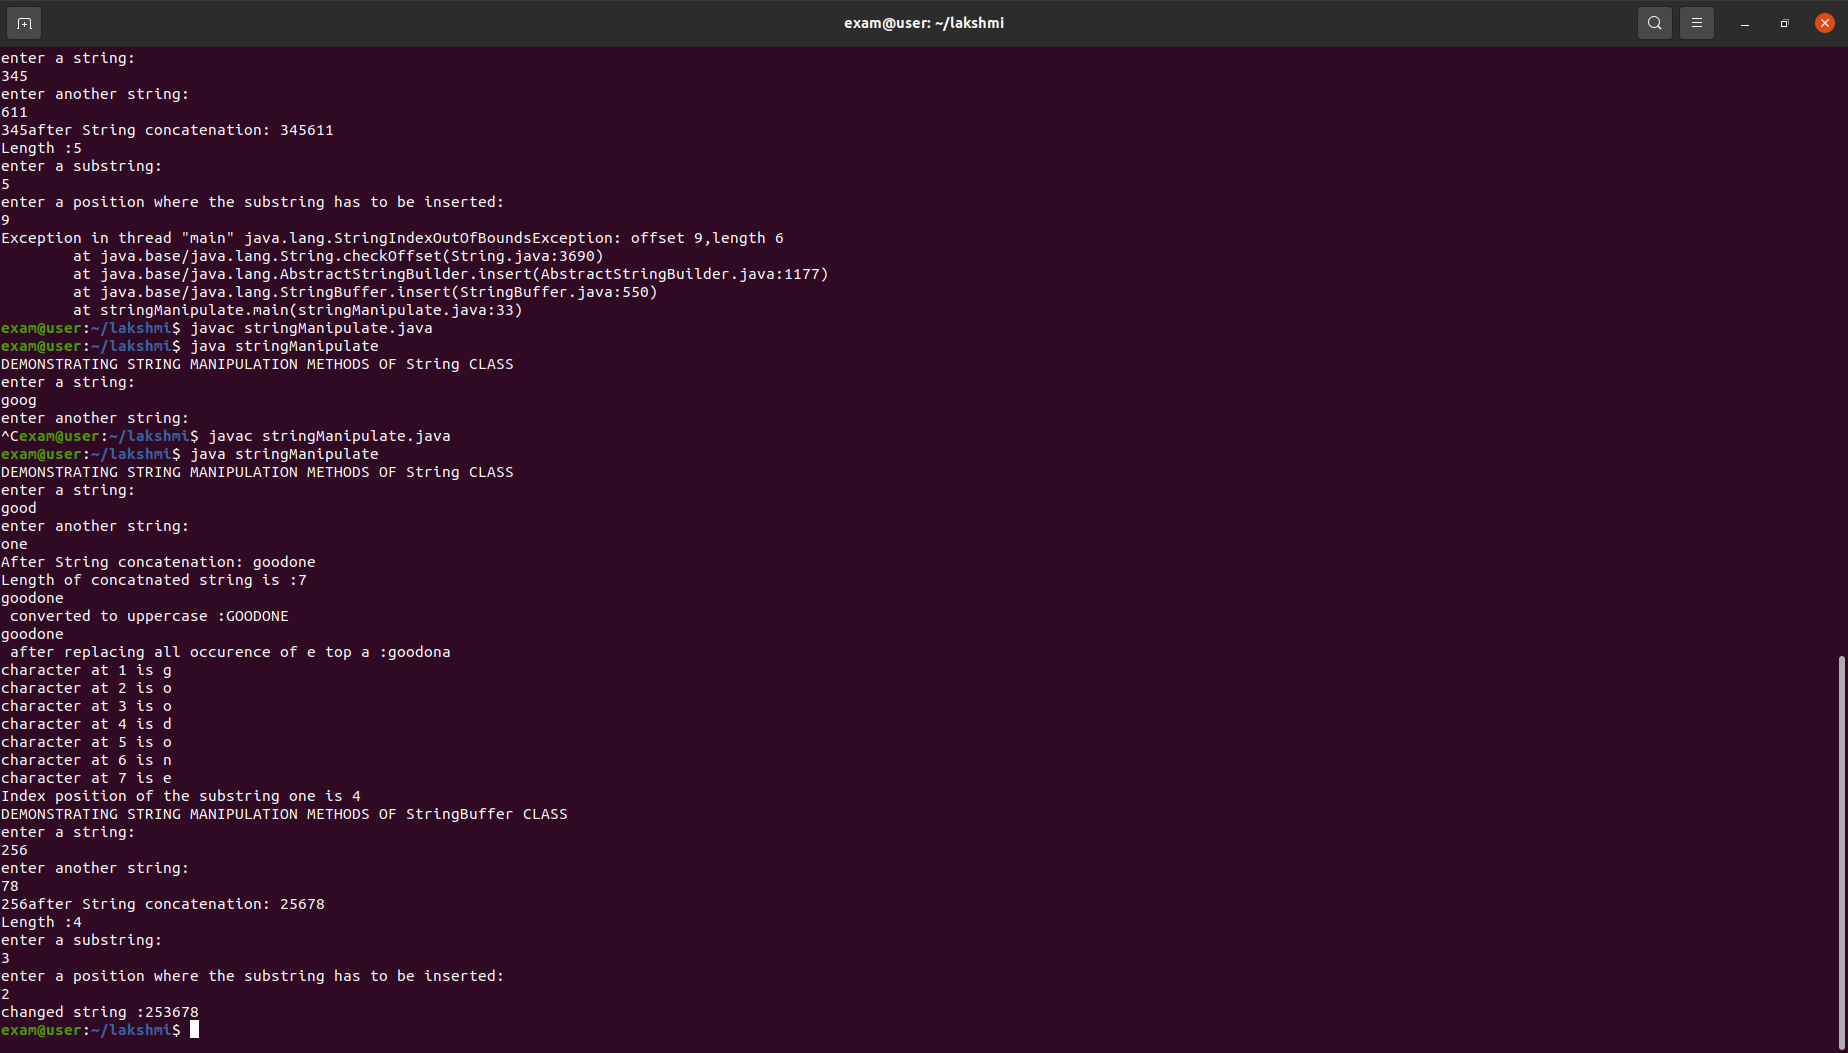 exam@user: ~/lakshmi
enter a string:
345
enter another string:
611
345after String concatenation: 345611
Length :5
enter a substring:
5
enter a position where the substring has to be inserted:
9
Exception in thread "main" java.lang.StringIndexOutOfBoundsException: offset 9,length 6
        at java.base/java.lang.String.checkOffset(String.java:3690)
        at java.base/java.lang.AbstractStringBuilder.insert(AbstractStringBuilder.java:1177)
        at java.base/java.lang.StringBuffer.insert(StringBuffer.java:550)
        at stringManipulate.main(stringManipulate.java:33)
exam@user:~/lakshmi$ javac stringManipulate.java
exam@user:~/lakshmi$ java stringManipulate
DEMONSTRATING STRING MANIPULATION METHODS OF String CLASS
enter a string:
goog
enter another string:
^Cexam@user:~/lakshmi$ javac stringManipulate.java
exam@user:~/lakshmi$ java stringManipulate
DEMONSTRATING STRING MANIPULATION METHODS OF String CLASS
enter a string:
good
enter another string:
one
After String concatenation: goodone
Length of concatnated string is :7
goodone
 converted to uppercase :GOODONE
goodone
 after replacing all occurence of e top a :goodona
character at 1 is g
character at 2 is o
character at 3 is o
character at 4 is d
character at 5 is o
character at 6 is n
character at 7 is e
Index position of the substring one is 4
DEMONSTRATING STRING MANIPULATION METHODS OF StringBuffer CLASS
enter a string:
256
enter another string:
78
256after String concatenation: 25678
Length :4
enter a substring:
3
enter a position where the substring has to be inserted:
2
changed string :253678
exam@user:~/lakshmi$